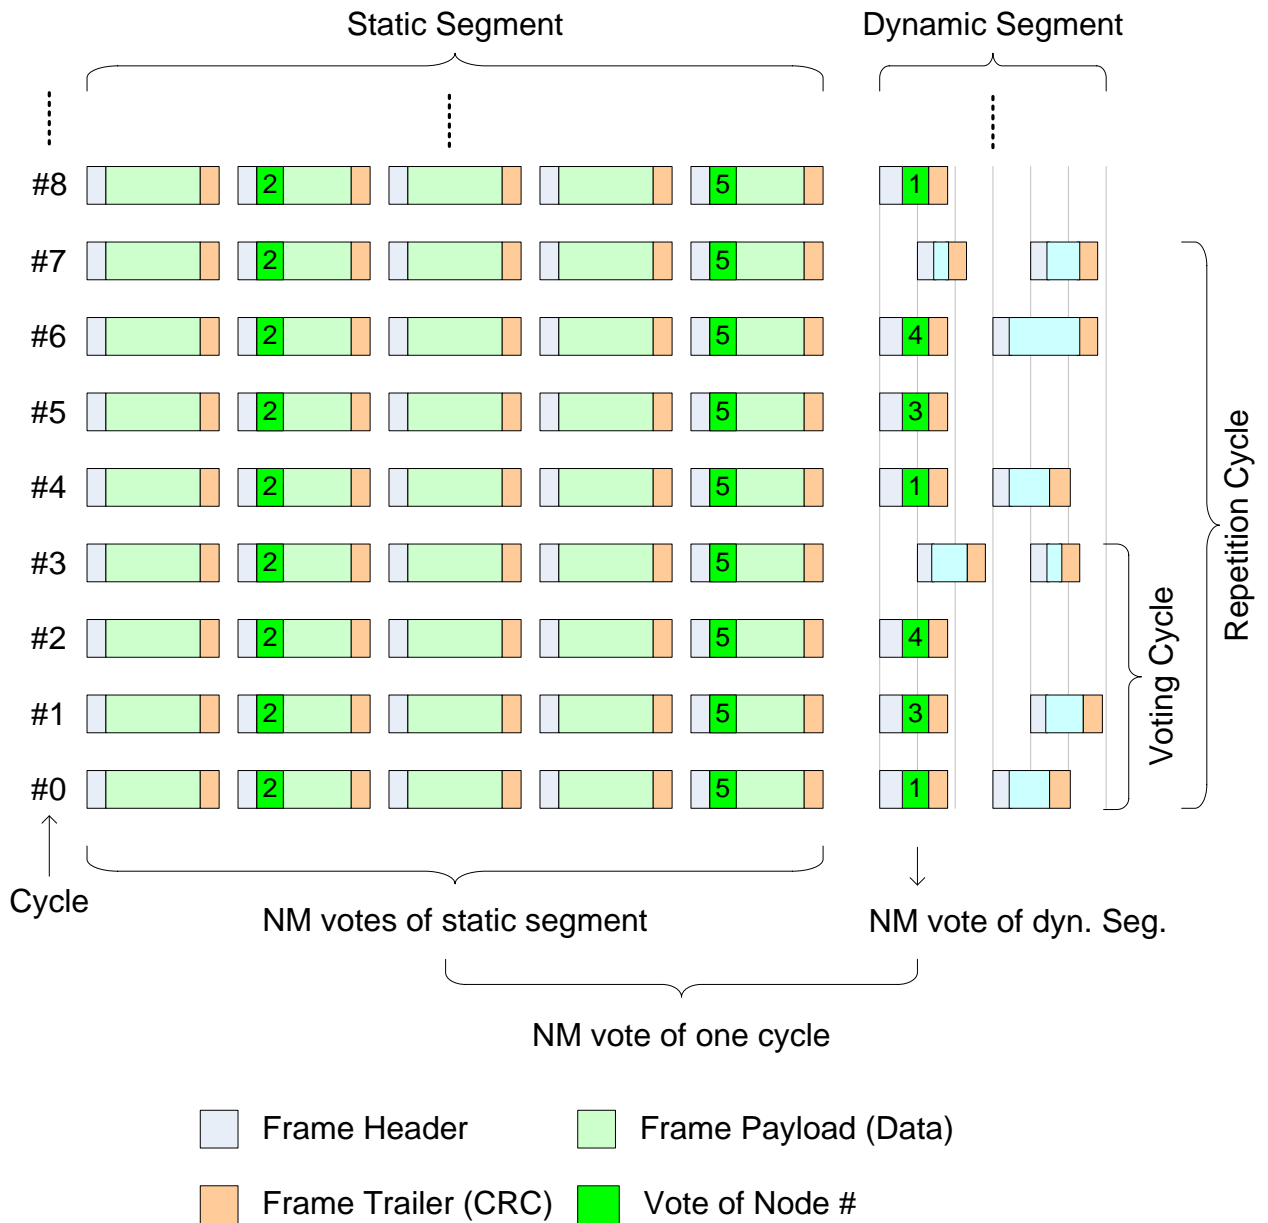 Static Segment Dynamic Segment
#8 2 5 1
#7 2 5
#6 2 5 4
#5 2 5 3
#4 2 5 1
#3 2 5
#2 2 5 4
#1 2 5 3
#0 2 5 1
Voting Cycle
Repetition Cycle
Cycle
NM votes of static segment NM vote of dyn. Seg.
NM vote of one cycle
Frame Header Frame Payload (Data)
Frame Trailer (CRC) Vote of Node #